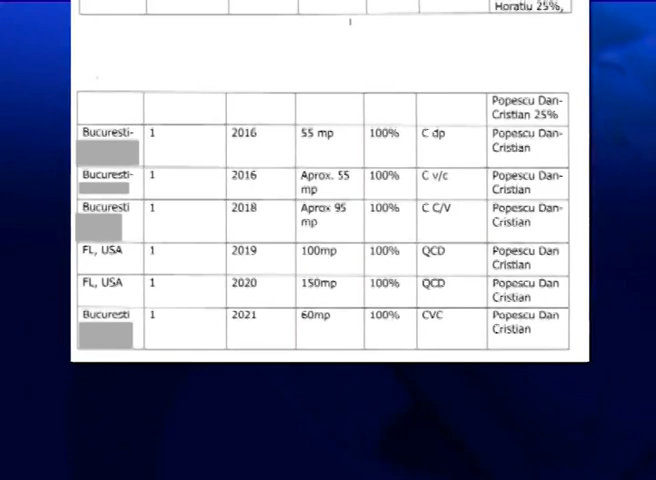 Horatiu 25%,
1
Popescu Dan-
Cristian 25%
Bucuresti- 1 2016 55 mp 100% C dp Popescu Dan-
Cristian
Bucuresti- 1 2016 Aprox. 55 100% C v/c Popescu Dan-
mp Cristian
Bucuresti 1 2018 Aprox 95 100% C C/V Popescu Dan-
mp Cristian
FL, USA 1 2019 100mp 100% QCD Popescu Dan
Cristian
FL, USA 1 2020 150mp 100% QCD Popescu Dan
Cristian
Bucuresti 1 2021 60mp 100% CVC Popescu Dan
Cristian